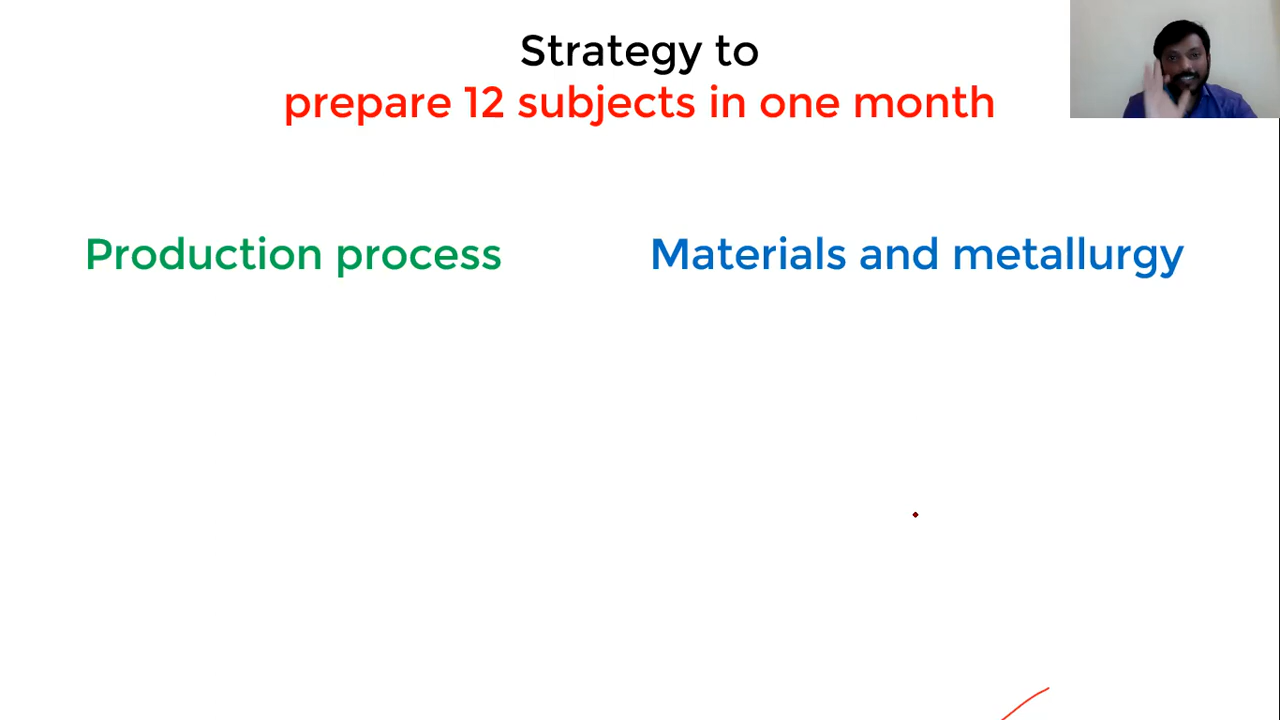 Strategy to
prepare 12 subjects in one month
Production process
Materials and metallurgy